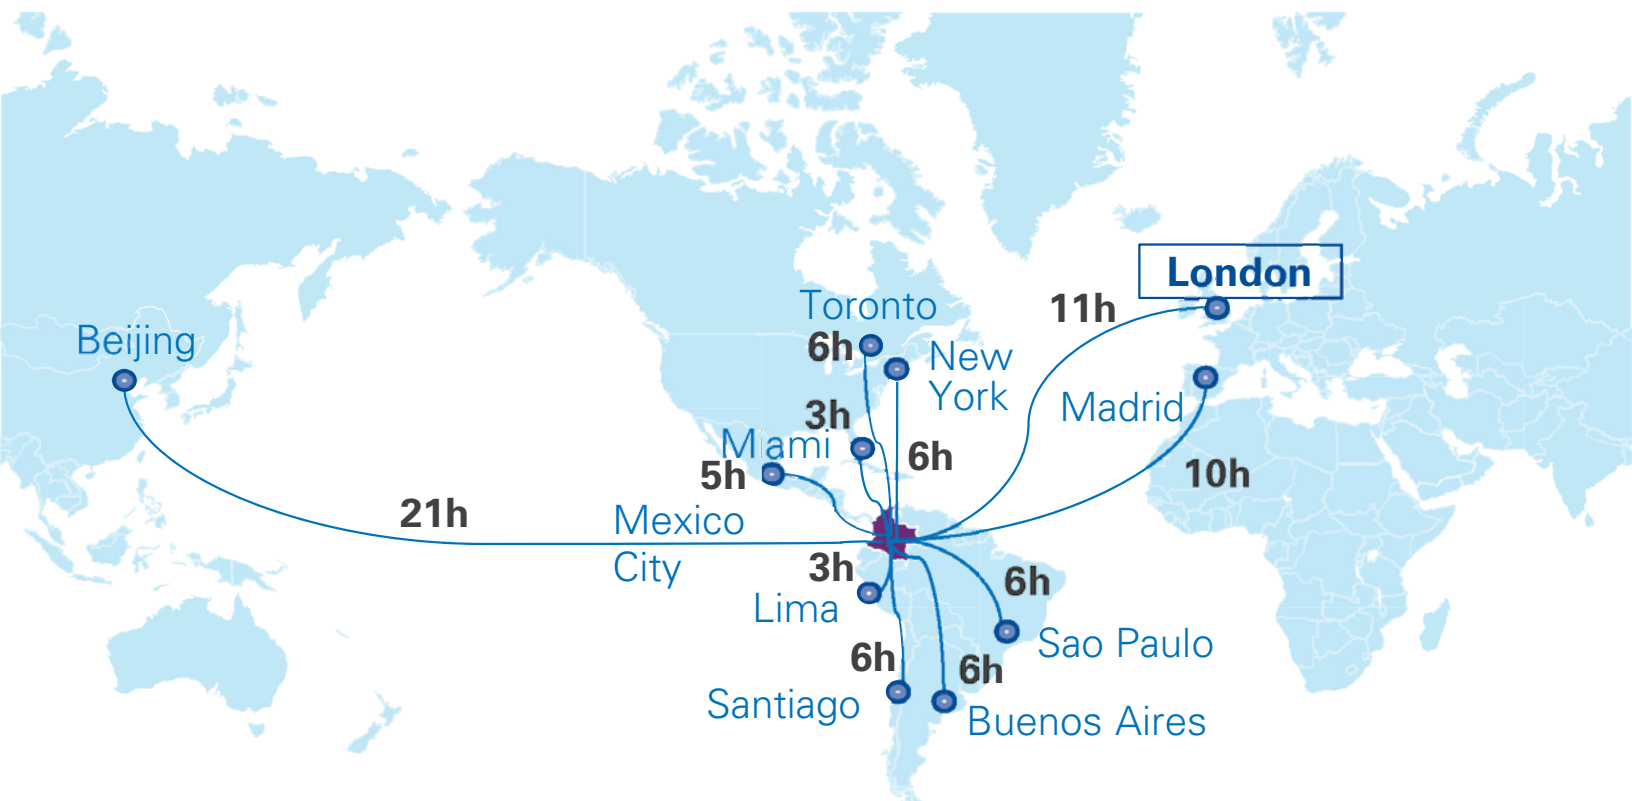 London
11h
Toronto
6h
Beijing
New
York
Madrid
3h
Miami
6h
5h
10h
21h
Mexico
City
3h
6h
Lima
Sao Paulo
6h
6h
Santiago
Buenos Aires